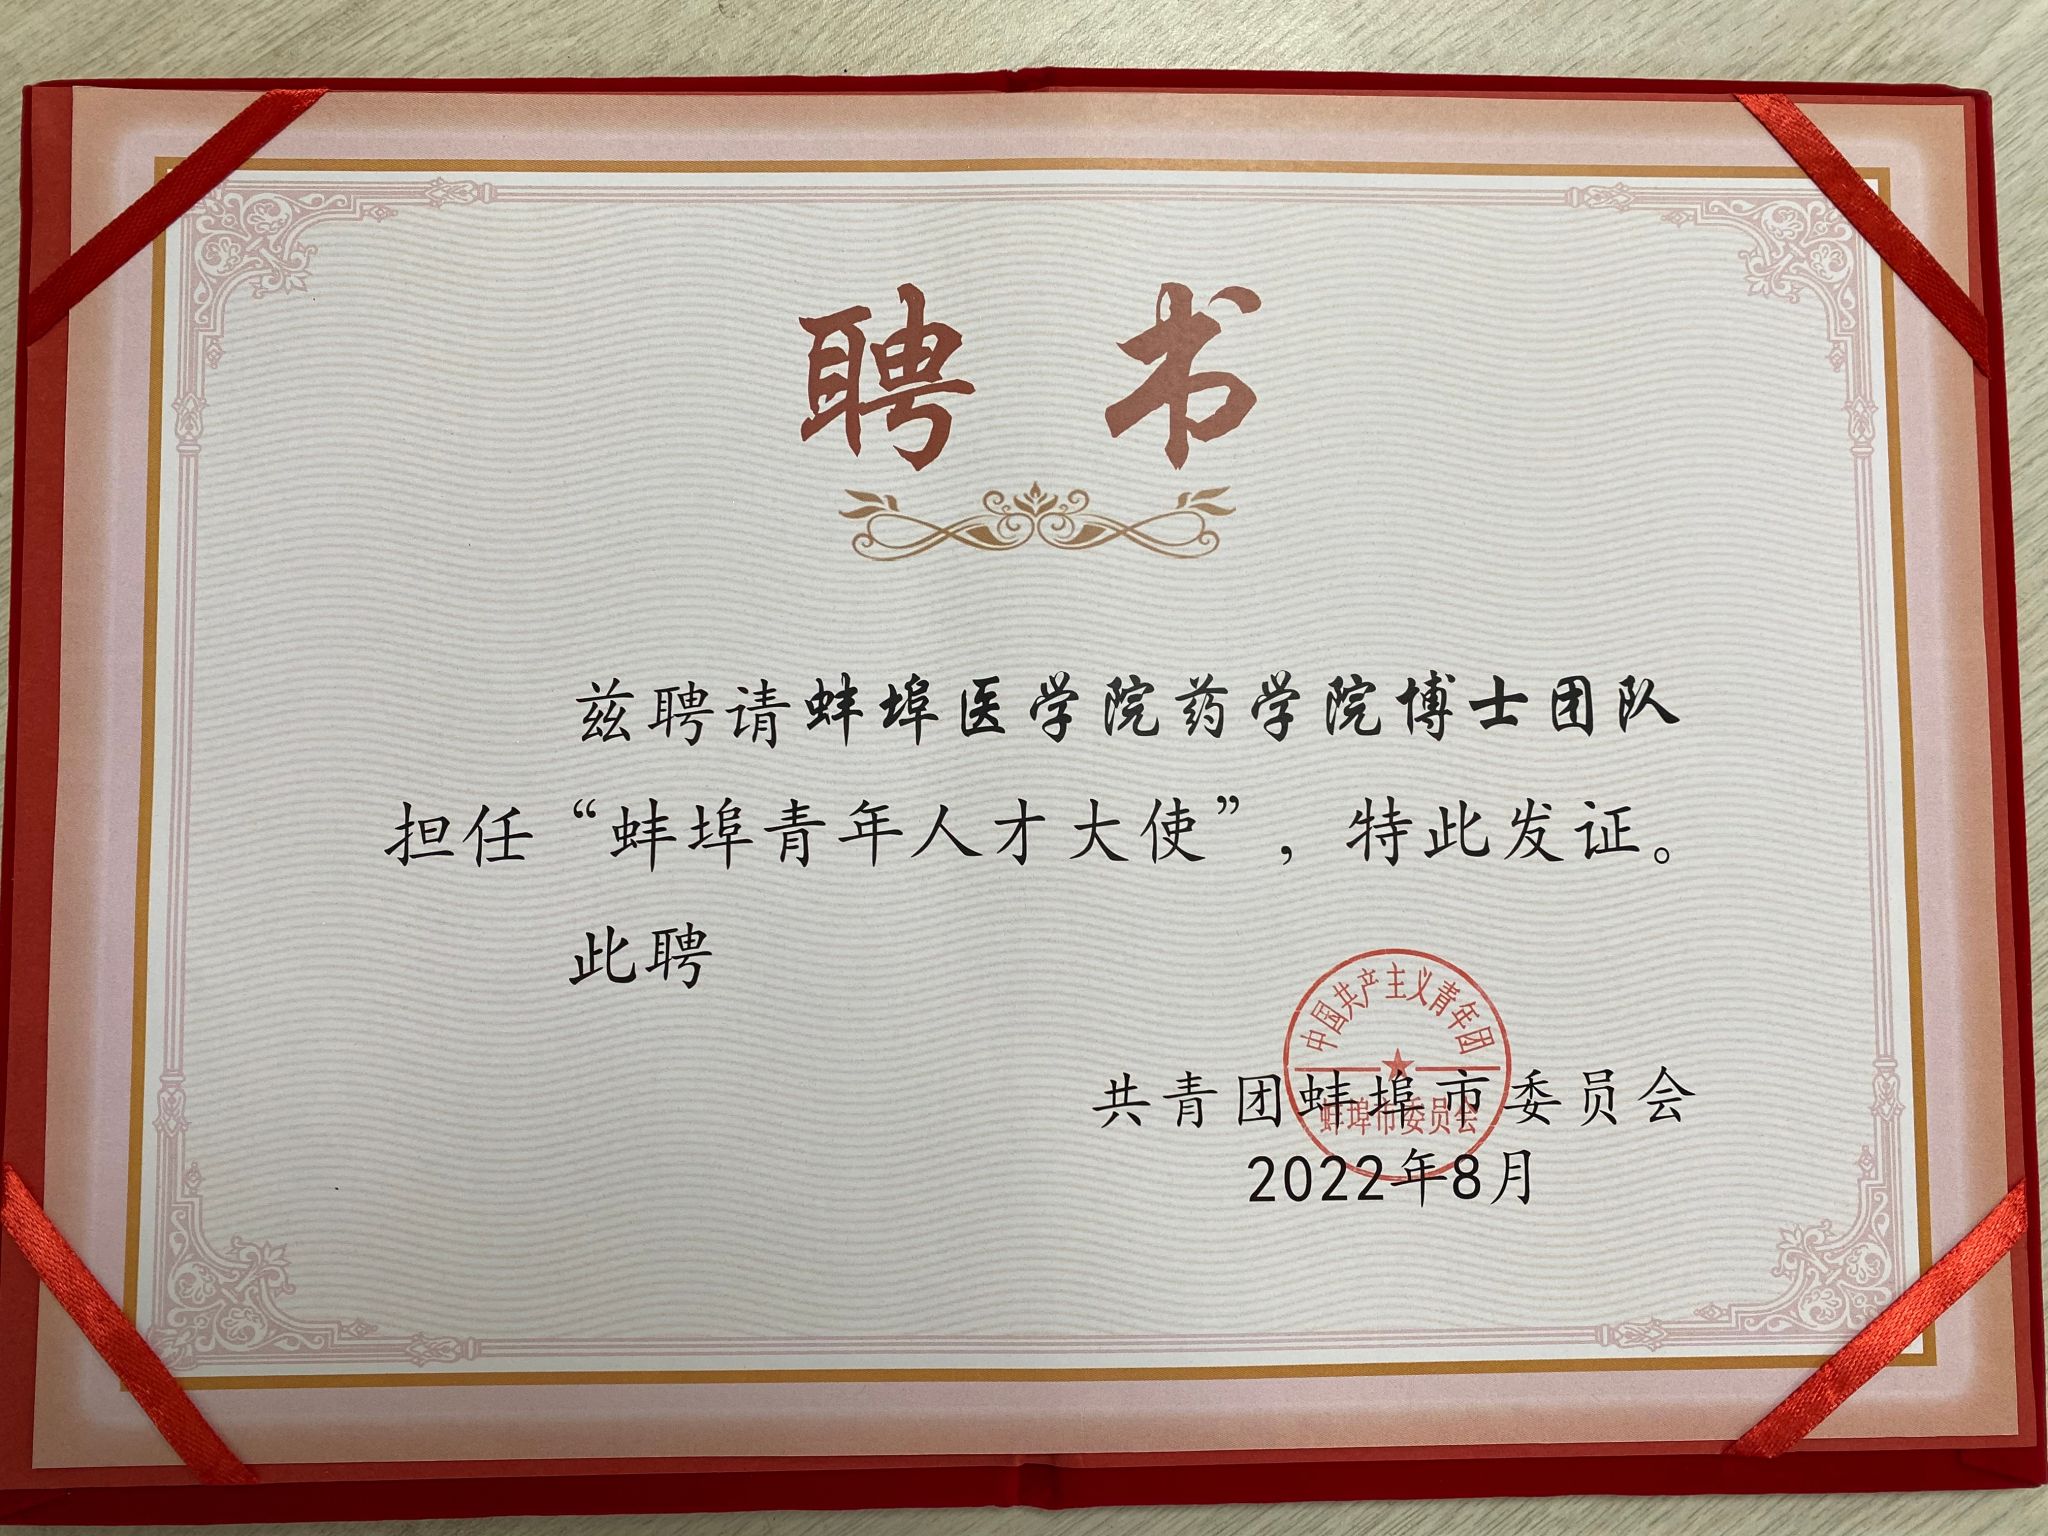 聘 书
兹聘请蚌埠医学院药学院博士团队
担任“蚌埠青年人才大使”，特此发证。
此聘
中国共产主义青年团
蚌埠市委员会
共青团蚌埠市委员会
2022年8月